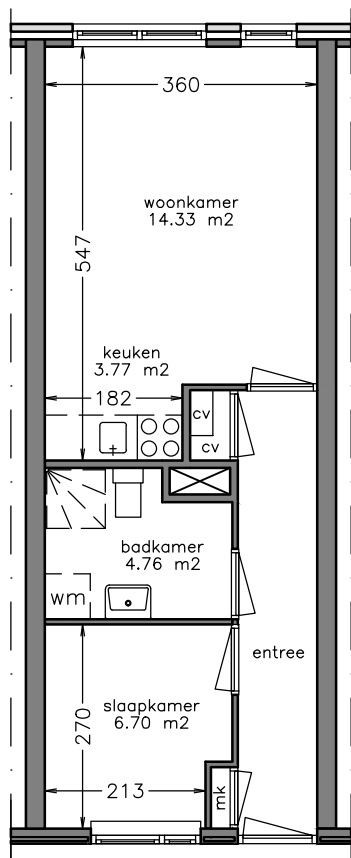 360
woonkamer
14.33 m2
547
keuken
3.77 m2
182
cv
cv
badkamer
4.76 m2
wm
entree
slaapkamer
6.70 m2
270
213
mk